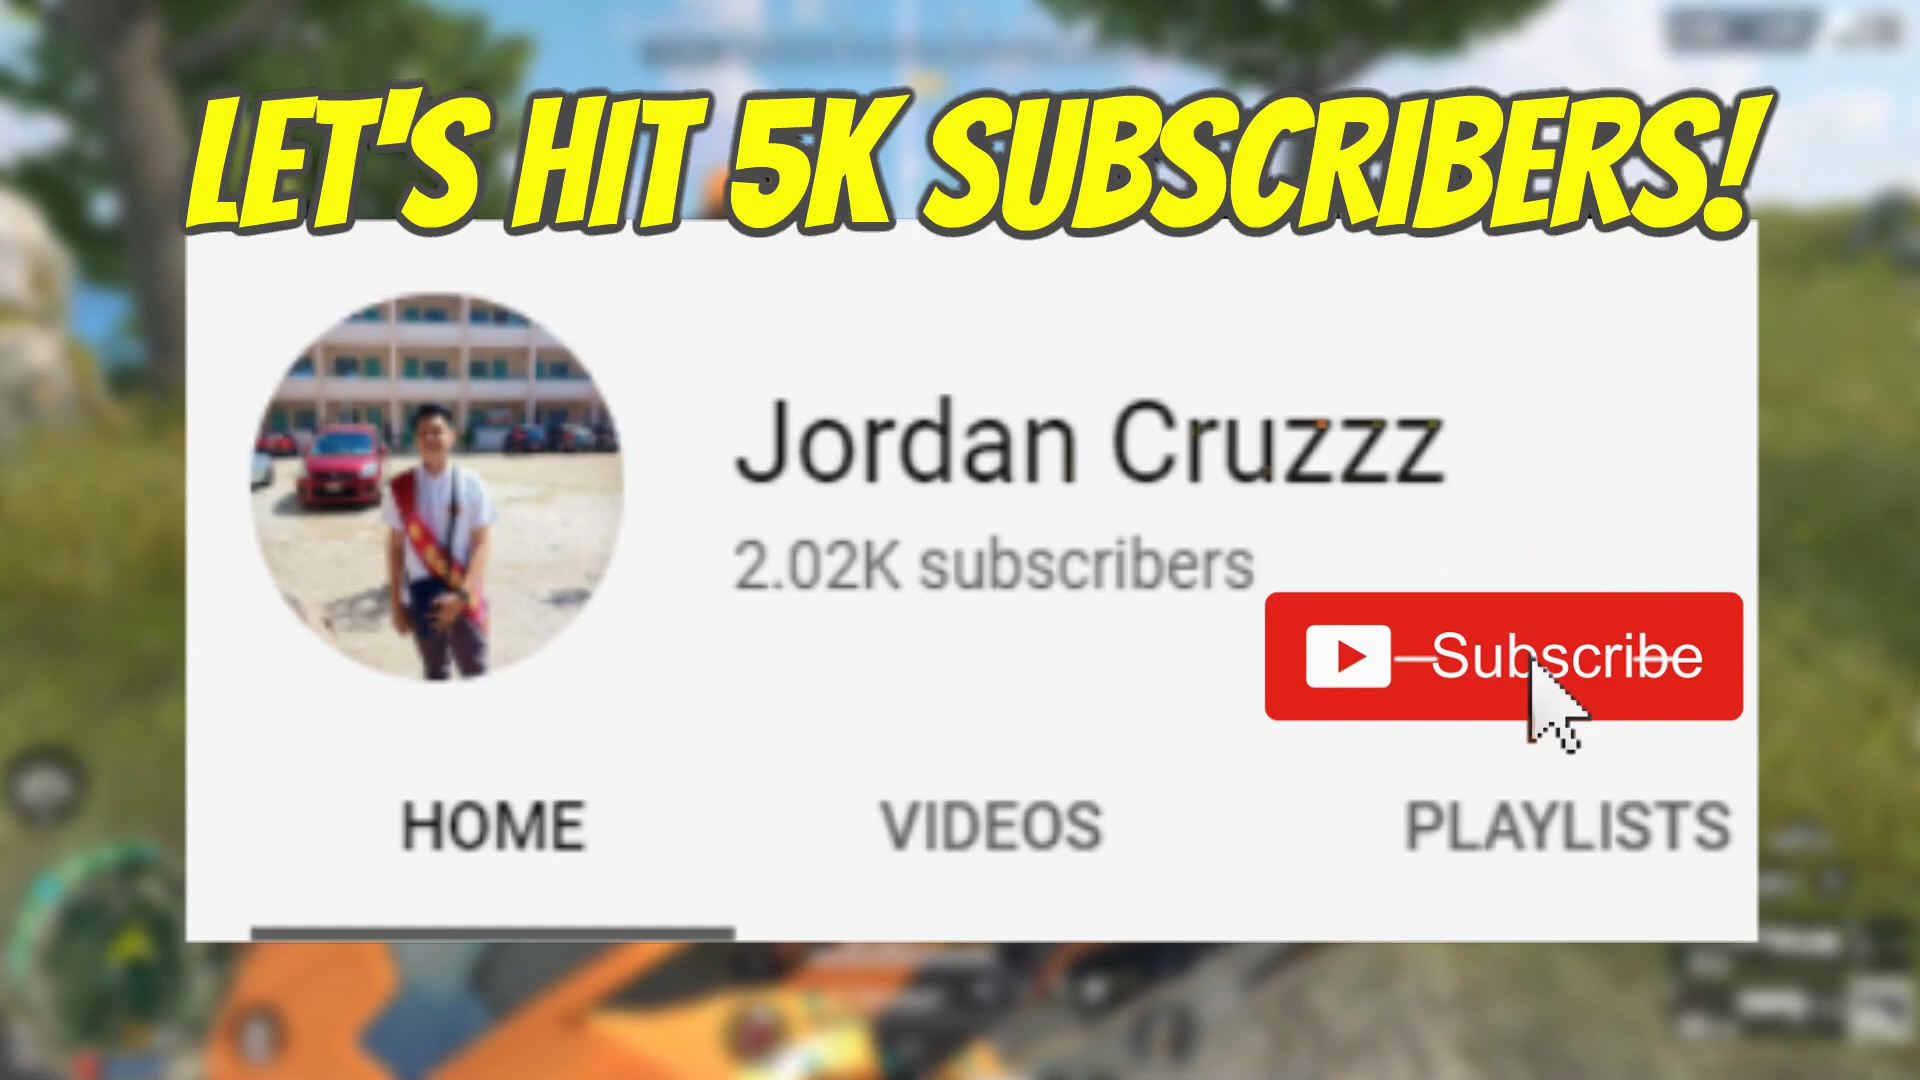 LET'S HIT 5K SUBSCRIBERS!
Jordan Cruzzz
2.02K subscribers
Subscribe
HOME VIDEOS PLAYLISTS